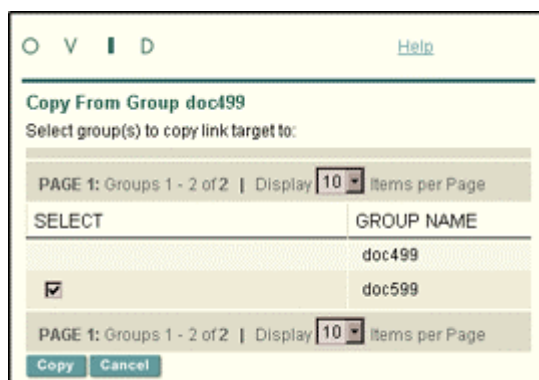 O V I D Help
Copy From Group doc499
Select group(s) to copy link target to:
PAGE 1: Groups 1 - 2 of 2 | Display 10 Items per Page
SELECT GROUP NAME
doc499
doc599
PAGE 1: Groups 1 - 2 of 2 | Display 10 Items per Page
Copy Cancel